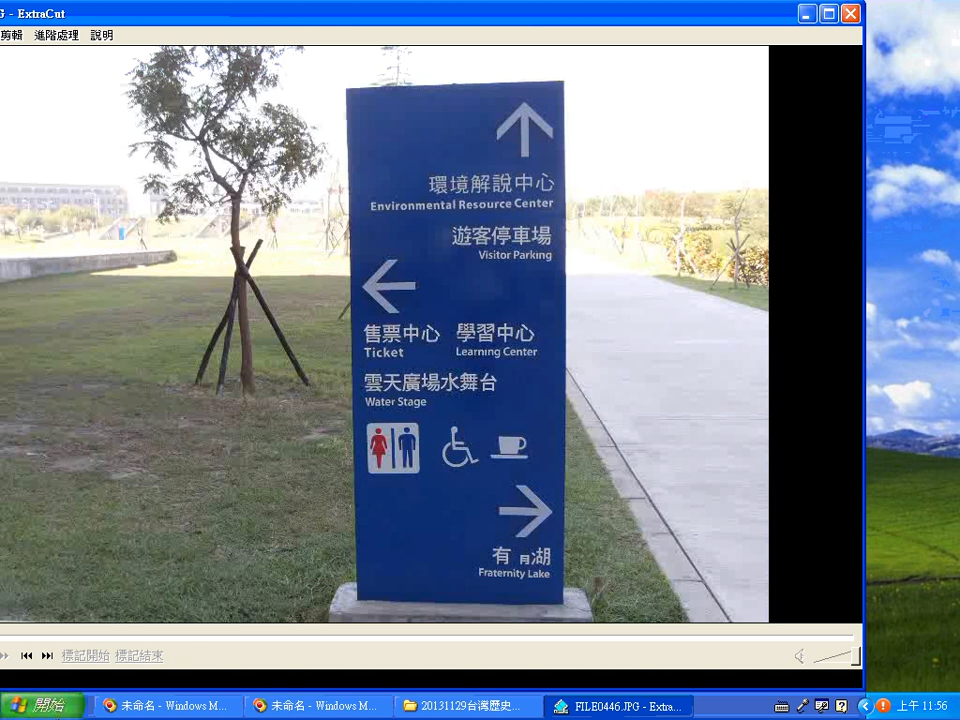 G - ExtraCut
剪輯 進階處理 說明
環境解說中心
Environmental Resource Center
遊客停車場
Visitor Parking
售票中心 學習中心
Ticket Learning Center
雲天廣場水舞台
Water Stage
有 月湖
Fraternity Lake
標記開始 標記結束
開始 未命名 - Windows M... 未命名 - Windows M... 20131129台灣歷史... FILE0446.JPG - Extra... 上午 11:56